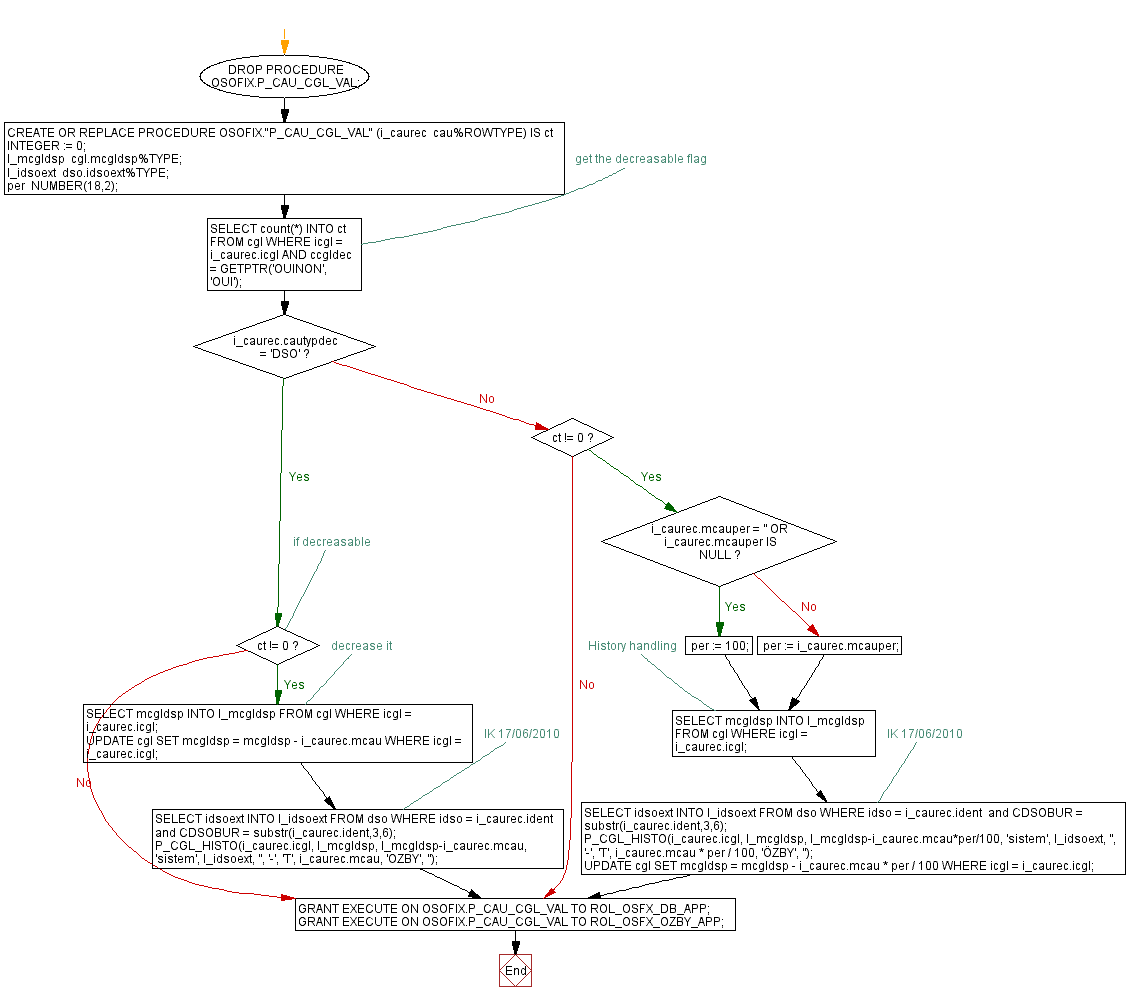 DROP PROCEDURE
OSOFIX.P_CAU_CGL_VAL;
CREATE OR REPLACE PROCEDURE OSOFIX."P_CAU_CGL_VAL" (i_caurec cau%ROWTYPE) IS ct
INTEGER := 0;
l_mcgldsp cgl.mcgldsp%TYPE;
l_idsoext dso.idsoext%TYPE;
per NUMBER(18,2);
get the decreasable flag
SELECT count(*) INTO ct
FROM cgl WHERE icgl =
i_caurec.icgl AND ccgldec
= GETPTR('OUINON',
'OUI');
i_caurec.cautypdec
= 'DSO' ?
No
ct != 0 ?
Yes
Yes
i_caurec.mcauper = '' OR
i_caurec.mcauper IS
NULL ?
if decreasable
Yes
No
ct != 0 ?
decrease it
History handling
per := 100;
per := i_caurec.mcauper;
Yes
No
SELECT mcgldsp INTO l_mcgldsp FROM cgl WHERE icgl =
i_caurec.icgl;
UPDATE cgl SET mcgldsp = mcgldsp - i_caurec.mcau WHERE icgl =
i_caurec.icgl;
SELECT mcgldsp INTO l_mcgldsp
FROM cgl WHERE icgl =
i_caurec.icgl;
IK 17/06/2010
IK 17/06/2010
No
SELECT idsoext INTO l_idsoext FROM dso WHERE idso = i_caurec.ident
and CDSOBUR = substr(i_caurec.ident,3,6);
P_CGL_HISTO(i_caurec.icgl, l_mcgldsp, l_mcgldsp-i_caurec.mcau,
'sistem', l_idsoext, '', '-', 'T', i_caurec.mcau, 'OZBY', '');
SELECT idsoext INTO l_idsoext FROM dso WHERE idso = i_caurec.ident and CDSOBUR =
substr(i_caurec.ident,3,6);
P_CGL_HISTO(i_caurec.icgl, l_mcgldsp, l_mcgldsp-i_caurec.mcau*per/100, 'sistem', l_idsoext, '',
'-', 'T', i_caurec.mcau * per / 100, 'ÖZBY', '');
UPDATE cgl SET mcgldsp = mcgldsp - i_caurec.mcau * per / 100 WHERE icgl = i_caurec.icgl;
GRANT EXECUTE ON OSOFIX.P_CAU_CGL_VAL TO ROL_OSFX_DB_APP;
GRANT EXECUTE ON OSOFIX.P_CAU_CGL_VAL TO ROL_OSFX_OZBY_APP;
End